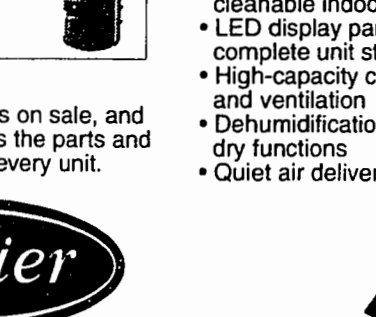 s on sale, and
s the parts and
every unit.
ier
cleanable indoo
• LED display pa
complete unit st
• High-capacity c
and ventilation
• Dehumidificatio
dry functions
• Quiet air deliver